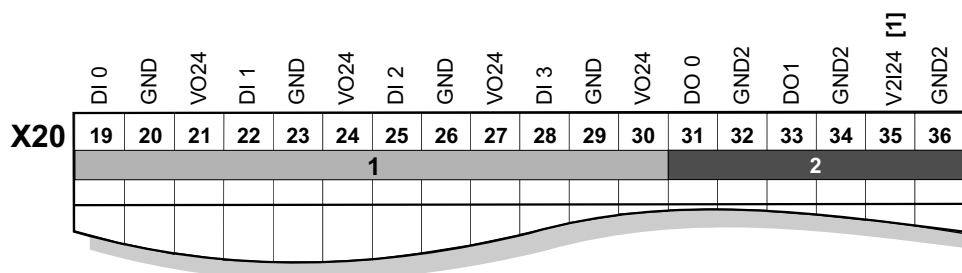 [1]
DI 0 GND VO24 DI 1 GND VO24 DI 2 GND VO24 DI 3 GND VO24 DO 0 GND2 DO1 GND2 V2I24 GND2
X20 19 20 21 22 23 24 25 26 27 28 29 30 31 32 33 34 35 36
1 2